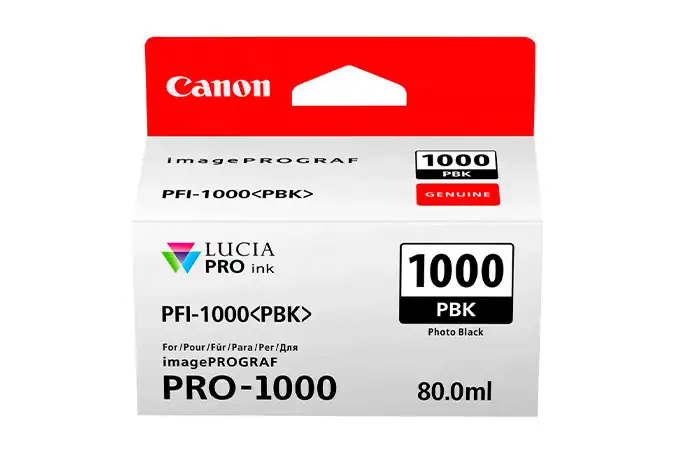 Canon
imagePROGRAF
1000
PBK
PFI-1000<PBK>
GENUINE
LUCIA
PRO ink
1000
PBK
Photo Black
PFI-1000<PBK>
For/Pour/Für/Para/Per/Для
imagePROGRAF
PRO-1000
80.0ml